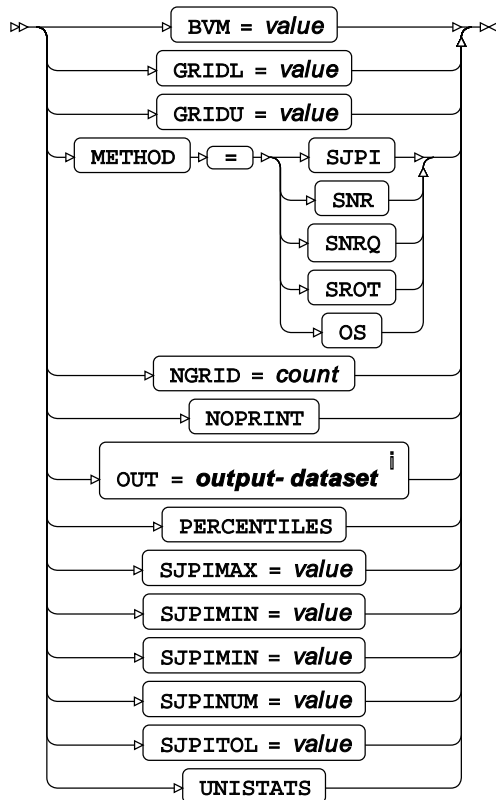 BVM = value
GRIDL = value
GRIDU = value
METHOD = SJPI
SNR
SNRQ
SROT
OS
NGRID = count
NOPRINT
OUT = output- dataset i
PERCENTILES
SJPIMAX = value
SJPIMIN = value
SJPIMIN = value
SJPINUM = value
SJPITOL = value
UNISTATS